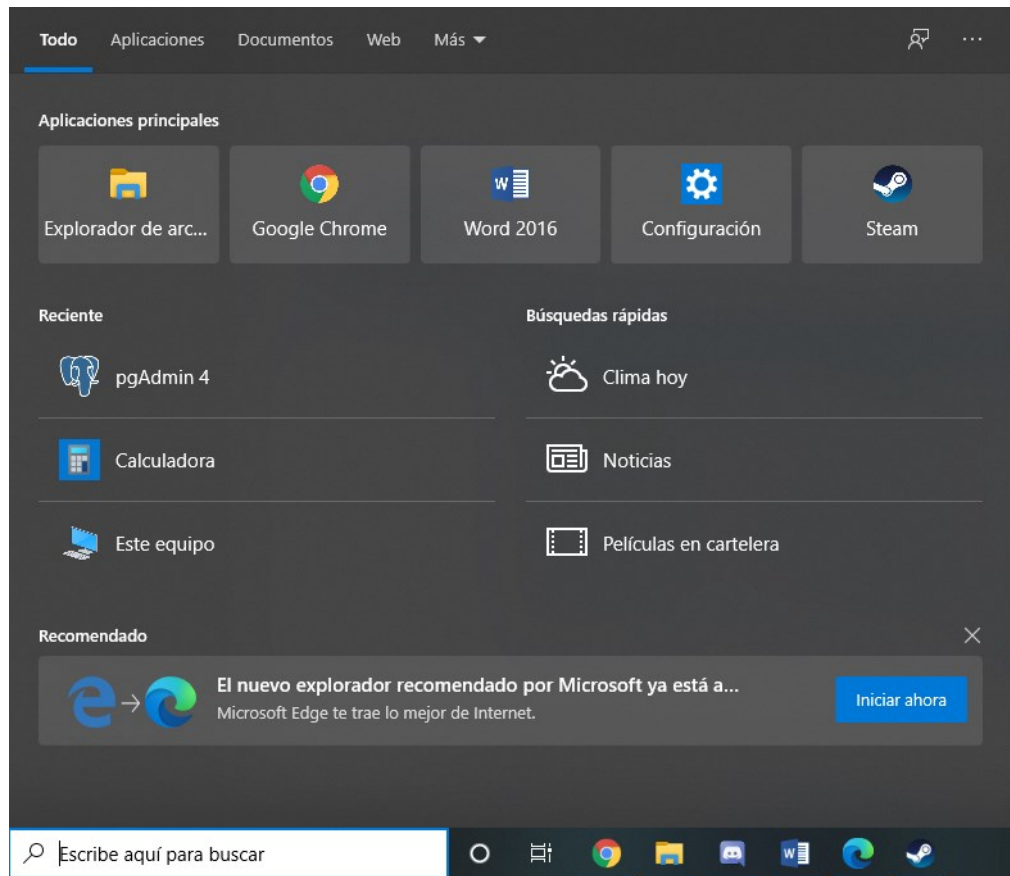 Todo Aplicaciones Documentos Web Más
Aplicaciones principales
Explorador de arc... Google Chrome Word 2016 Configuración Steam
Reciente
pgAdmin 4
Calculadora
Este equipo
Búsquedas rápidas
Clima hoy
Noticias
Películas en cartelera
Recomendado
El nuevo explorador recomendado por Microsoft ya está a...
Microsoft Edge te trae lo mejor de Internet.
Iniciar ahora
Escribe aquí para buscar